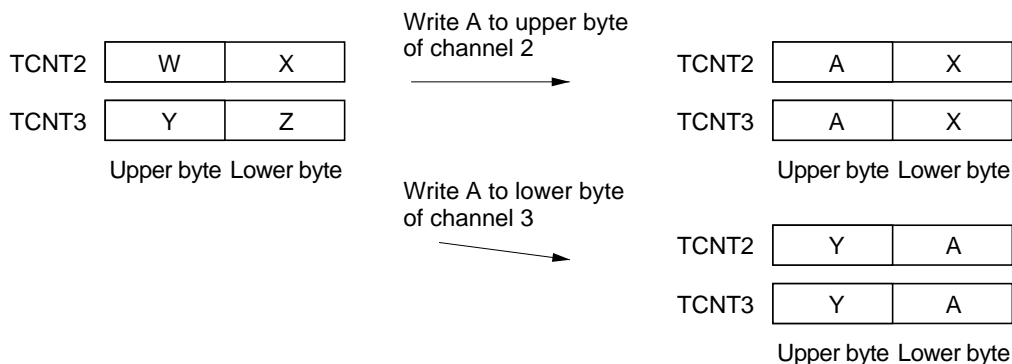 Write A to upper byte
of channel 2
TCNT2 W X
TCNT3 Y Z
Upper byte Lower byte
TCNT2 A X
TCNT3 A X
Upper byte Lower byte
Write A to lower byte
of channel 3
TCNT2 Y A
TCNT3 Y A
Upper byte Lower byte